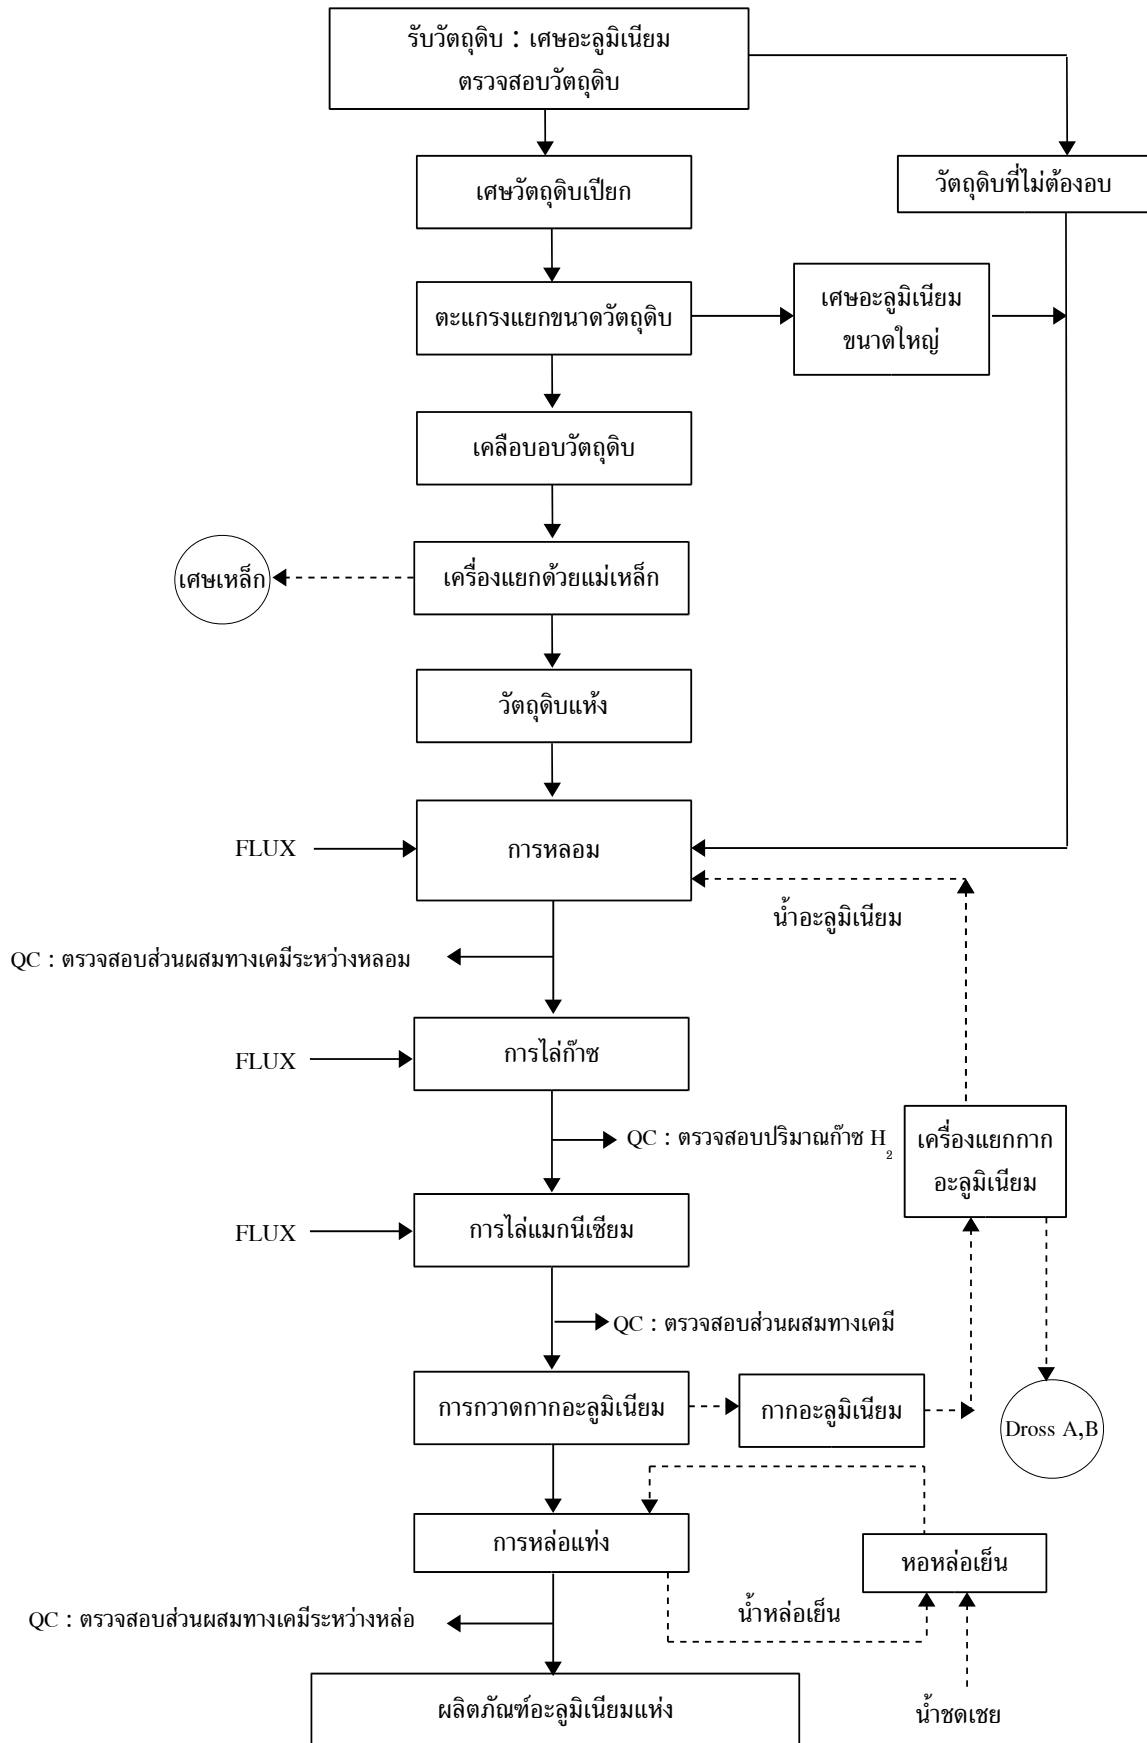 รับวัตถุดิบ : เศษอะลูมิเนียม
ตรวจสอบวัตถุดิบ
เศษวัตถุดิบเปียก
วัตถุดิบที่ไม่ต้องอบ
ตะแกรงแยกขนาดวัตถุดิบ
เศษอะลูมิเนียม
ขนาดใหญ่
เคลือบอบวัตถุดิบ
เศษเหล็ก
เครื่องแยกด้วยแม่เหล็ก
วัตถุดิบแห้ง
FLUX
การหลอม
น้ำอะลูมิเนียม
QC : ตรวจสอบส่วนผสมทางเคมีระหว่างหลอม
FLUX
การไล่ก๊าซ
QC : ตรวจสอบปริมาณก๊าซ H₂
เครื่องแยกกาก
อะลูมิเนียม
FLUX
การไล่แมกนีเซียม
QC : ตรวจสอบส่วนผสมทางเคมี
การกวาดกากอะลูมิเนียม
กากอะลูมิเนียม
Dross A,B
การหล่อแท่ง
หอหล่อเย็น
น้ำหล่อเย็น
QC : ตรวจสอบส่วนผสมทางเคมีระหว่างหล่อ
ผลิตภัณฑ์อะลูมิเนียมแห่ง
น้ำชดเชย